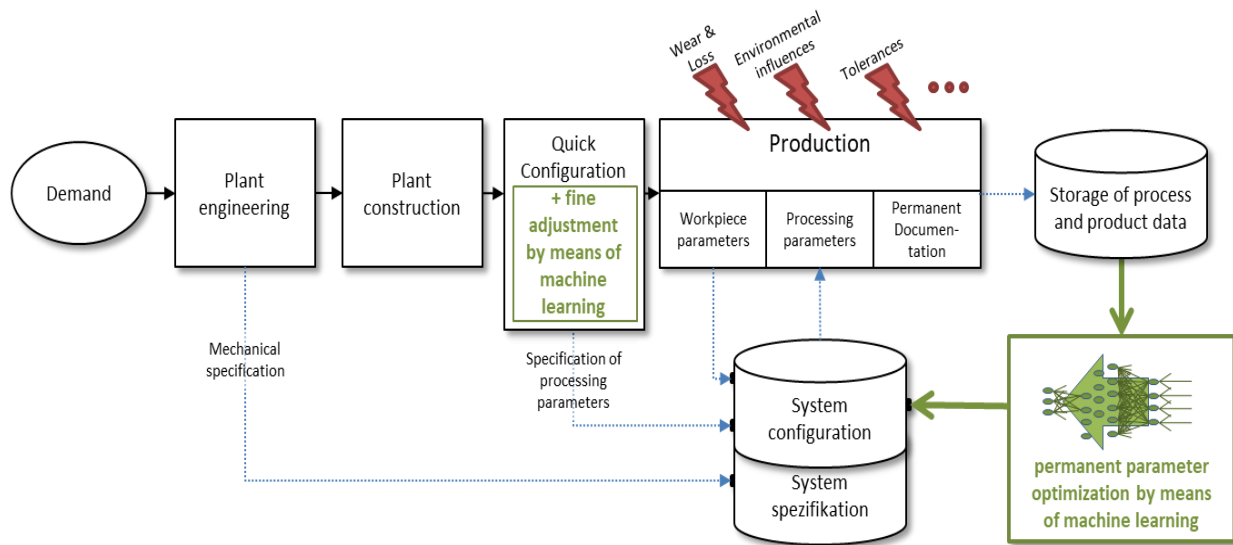 Wear &
Loss
Environmental
influences
Tolerances
Demand
Plant
engineering
Plant
construction
Quick
Configuration
+ fine
adjustment
by means of
machine
learning
Production
Workpiece
parameters
Processing
parameters
Permanent
Documen-
tation
Storage of process
and product data
Mechanical
specification
Specification of
processing
parameters
System
configuration
System
spezifikation
permanent parameter
optimization by means
of machine learning